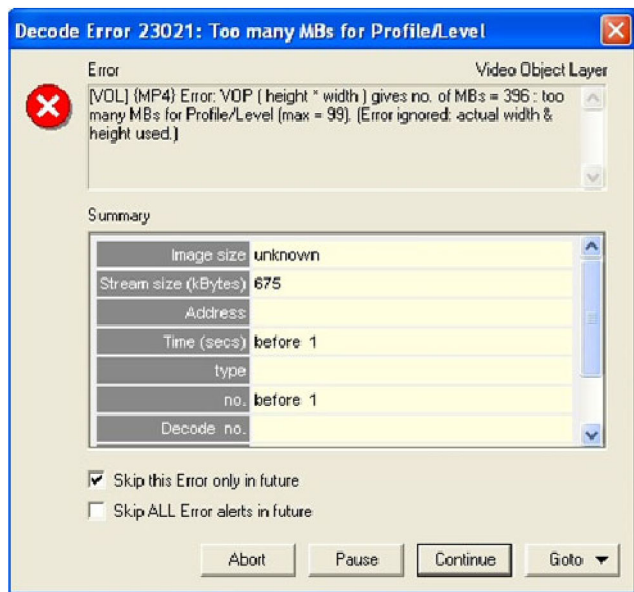 Decode Error 23021: Too many MBs for Profile/Level
Error
Video Object Layer
[VOL] {MP4} Error: VOP ( height * width ) gives no. of MBs = 396 : too
many MBs for Profile/Level (max = 99). (Error ignored: actual width &
height used.)
Summary
Image size unknown
Stream size (kBytes) 675
Address
Time (secs) before 1
type
no. before 1
Decode no.
Skip this Error only in future
Skip ALL Error alerts in future
Abort Pause Continue Goto